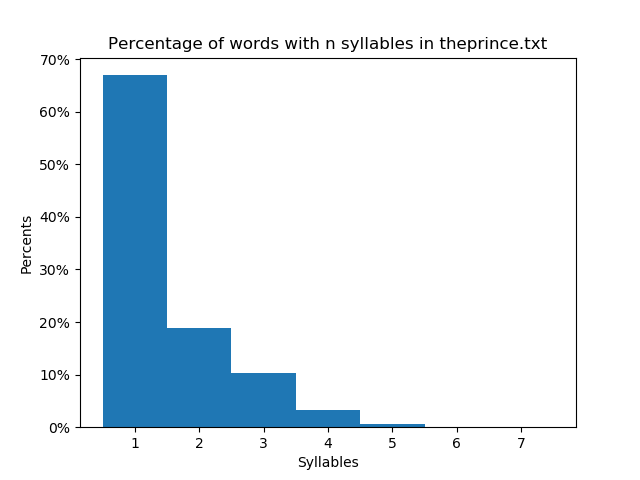 Percentage of words with n syllables in theprince.txt
70%
60%
50%
40%
30%
20%
10%
0%
Percents
1 2 3 4 5 6 7
Syllables